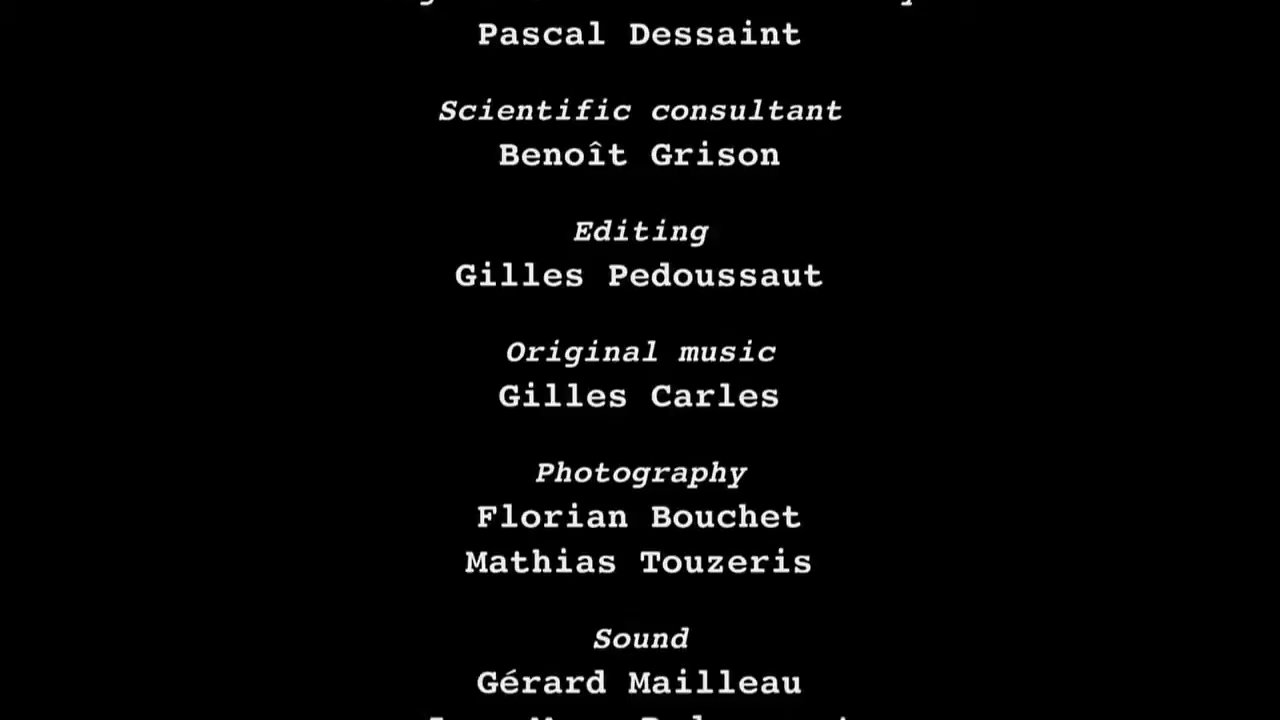 Pascal Dessaint
Scientific consultant
Benoît Grison
Editing
Gilles Pedoussaut
Original music
Gilles Carles
Photography
Florian Bouchet
Mathias Touzeris
Sound
Gérard Mailleau